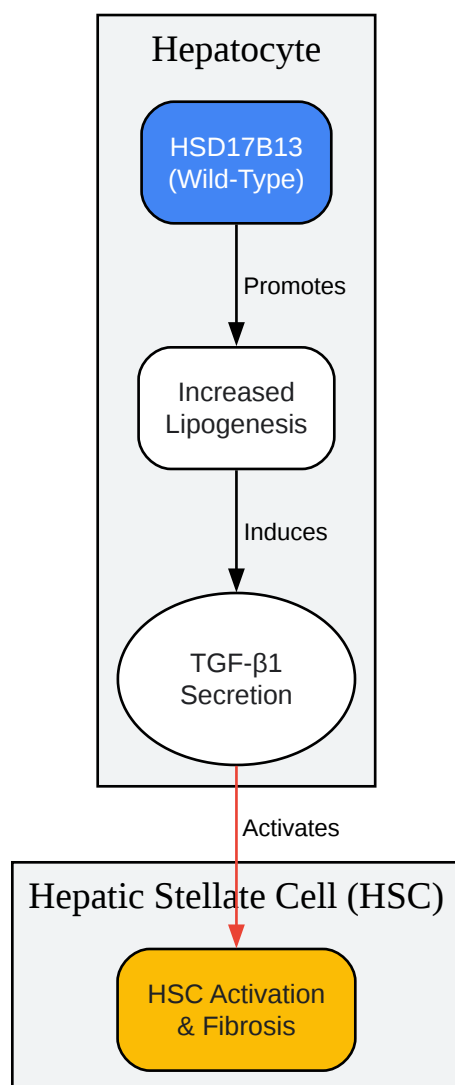 Hepatocyte
HSD17B13
(Wild-Type)
Promotes
Increased
Lipogenesis
Induces
TGF-β1
Secretion
Activates
Hepatic Stellate Cell (HSC)
HSC Activation
& Fibrosis